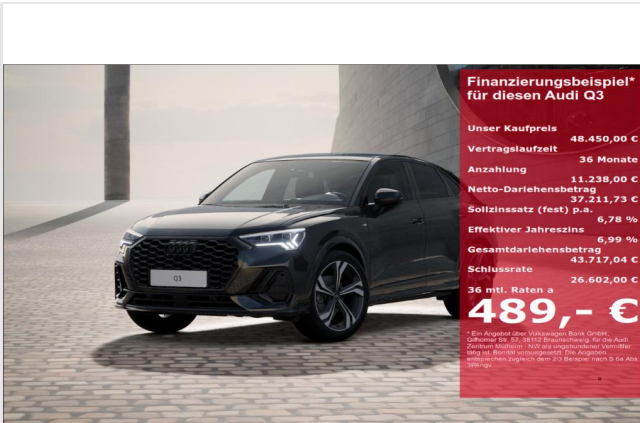 Finanzierungsbeispiel*
für diesen Audi Q3
Unser Kaufpreis
48.450,00 €
Vertragslaufzeit
36 Monate
Anzahlung
11.238,00 €
Netto-Darlehensbetrag
37.211,73 €
Sollzinssatz (fest) p.a.
6,78 %
Effektiver Jahreszins
6,99 %
Gesamtdarlehensbetrag
43.717,04 €
Schlussrate
26.602,00 €
36 mtl. Raten a
489,- €
* Ein Angebot über Volkswagen Bank GmbH,
Gifhorner Str. 57, 38112 Braunschweig, für die Audi
Zentrum Mülheim - NW als ungebundener Vermittler
tätig ist. Bonität vorausgesetzt. Die Angaben
entsprechen zugleich dem 2/3 Beispiel nach § 6a Abs.
3PAngV.
Q3